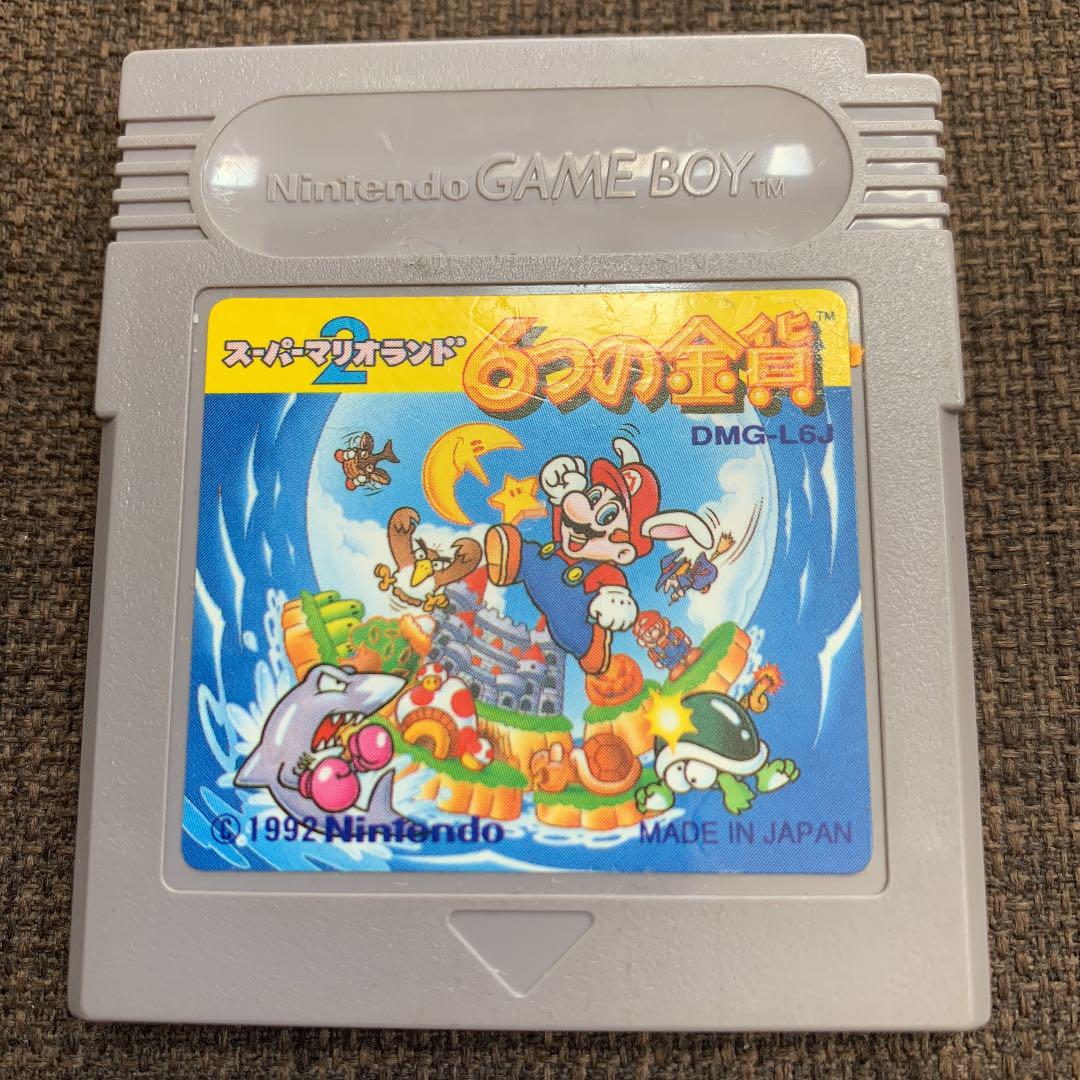 Nintendo GAME BOY TM
スーパーマリオランド2 6つの金貨 TM
DMG-L6J
M
© 1992 Nintendo
MADE IN JAPAN